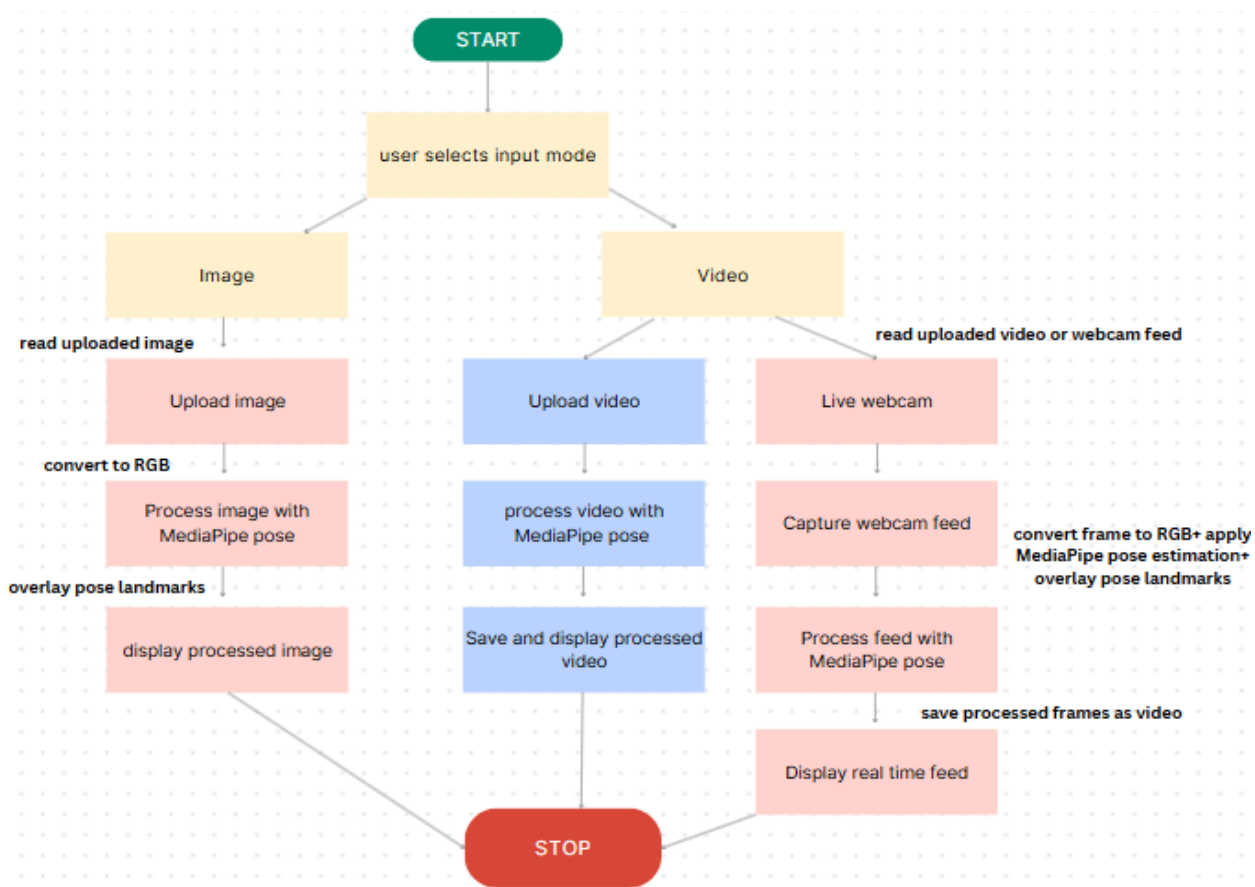 START
user selects input mode
Image
Video
read uploaded image
read uploaded video or webcam feed
Upload image
Upload video
Live webcam
convert to RGB
Process image with
MediaPipe pose
process video with
MediaPipe pose
Capture webcam feed
convert frame to RGB+ apply
MediaPipe pose estimation+
overlay pose landmarks
overlay pose landmarks
display processed image
Save and display processed
video
Process feed with
MediaPipe pose
save processed frames as video
Display real time feed
STOP